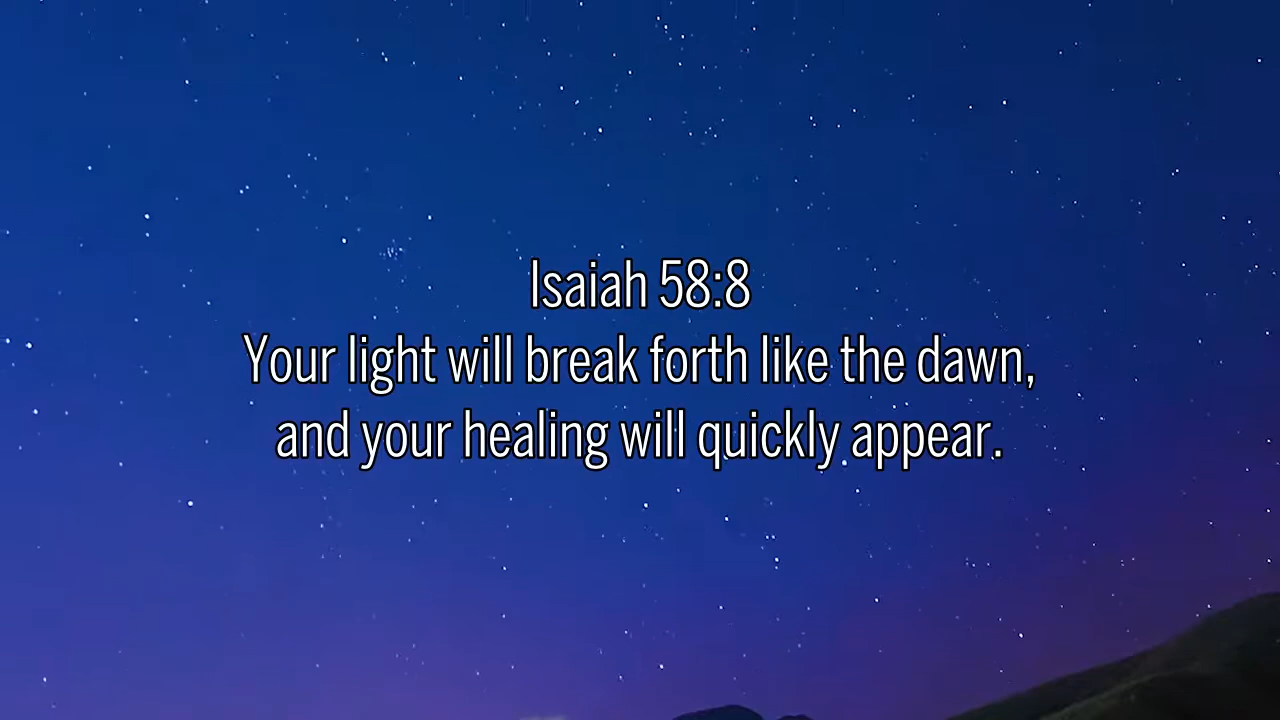 Isaiah 58:8
Your light will break forth like the dawn,
and your healing will quickly appear.